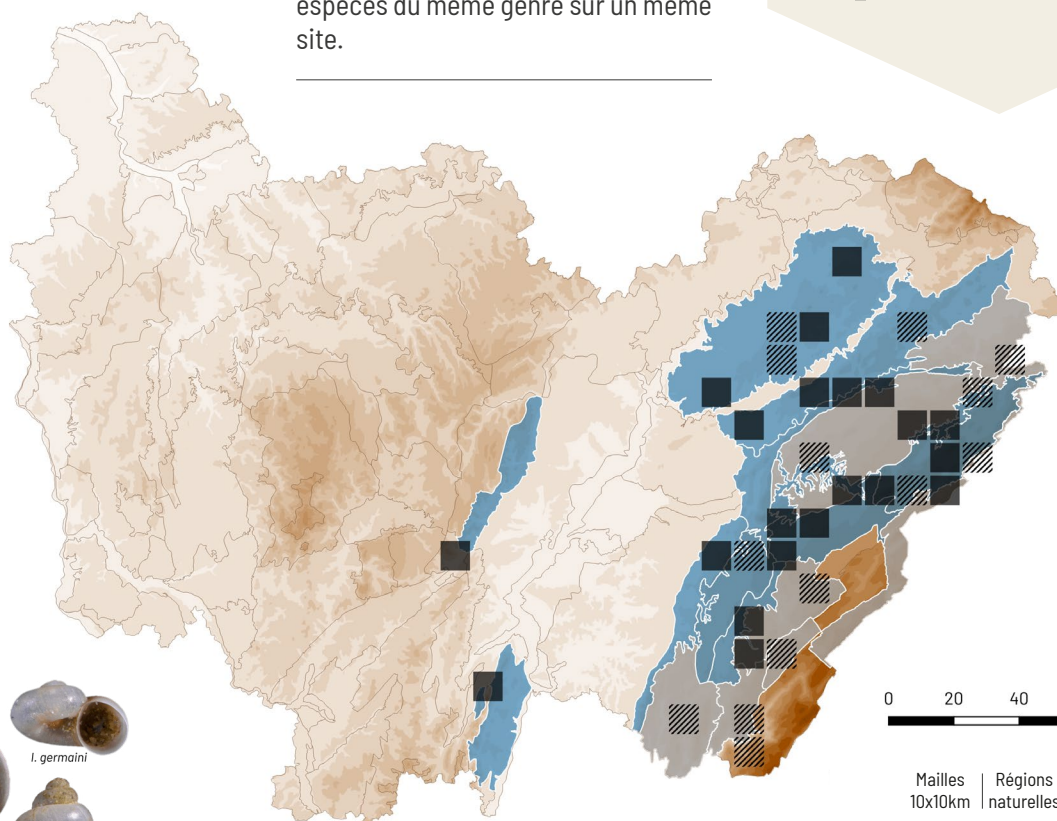 espèces du même genre sur un même
site.
0 20 40
Mailles Régions
10x10km naturelles
I. germaini